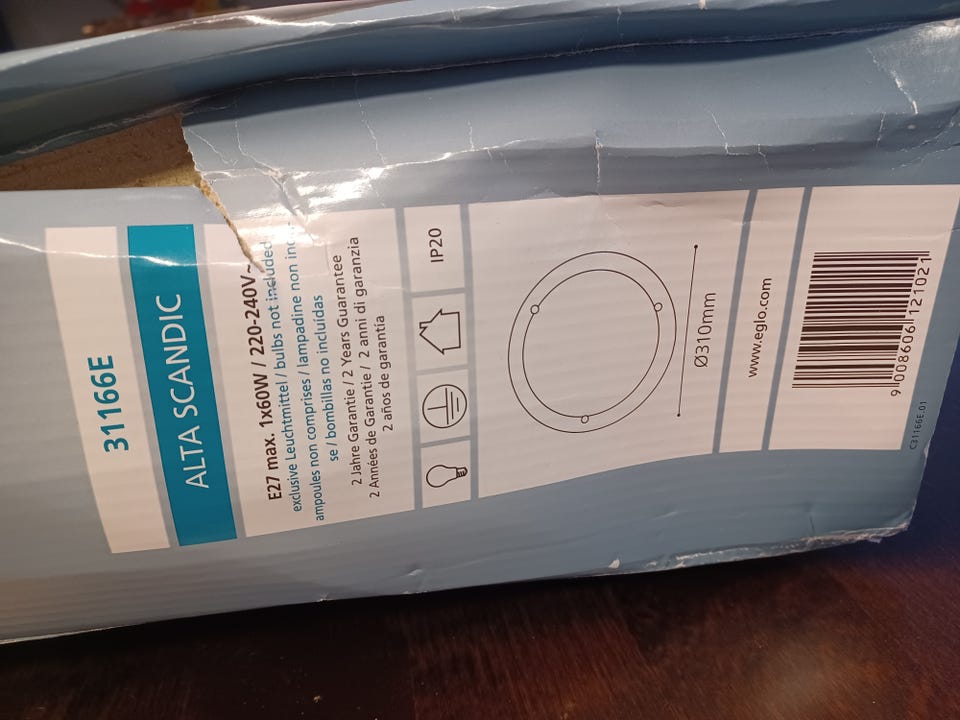 31166E
ALTA SCANDIC
E27 max. 1x60W / 220-240V~
exclusive Leuchtmittel / bulbs not included
ampoules non comprises / lampadine non
se / bombillas no incluidas
2 Jahre Garantie / 2 Years Guarantee
2 Années de Garantie / 2 anni di garanzia
2 años de garantía
IP20
Ø310mm
www.eglo.com
9 008606 121021
C31166E.01